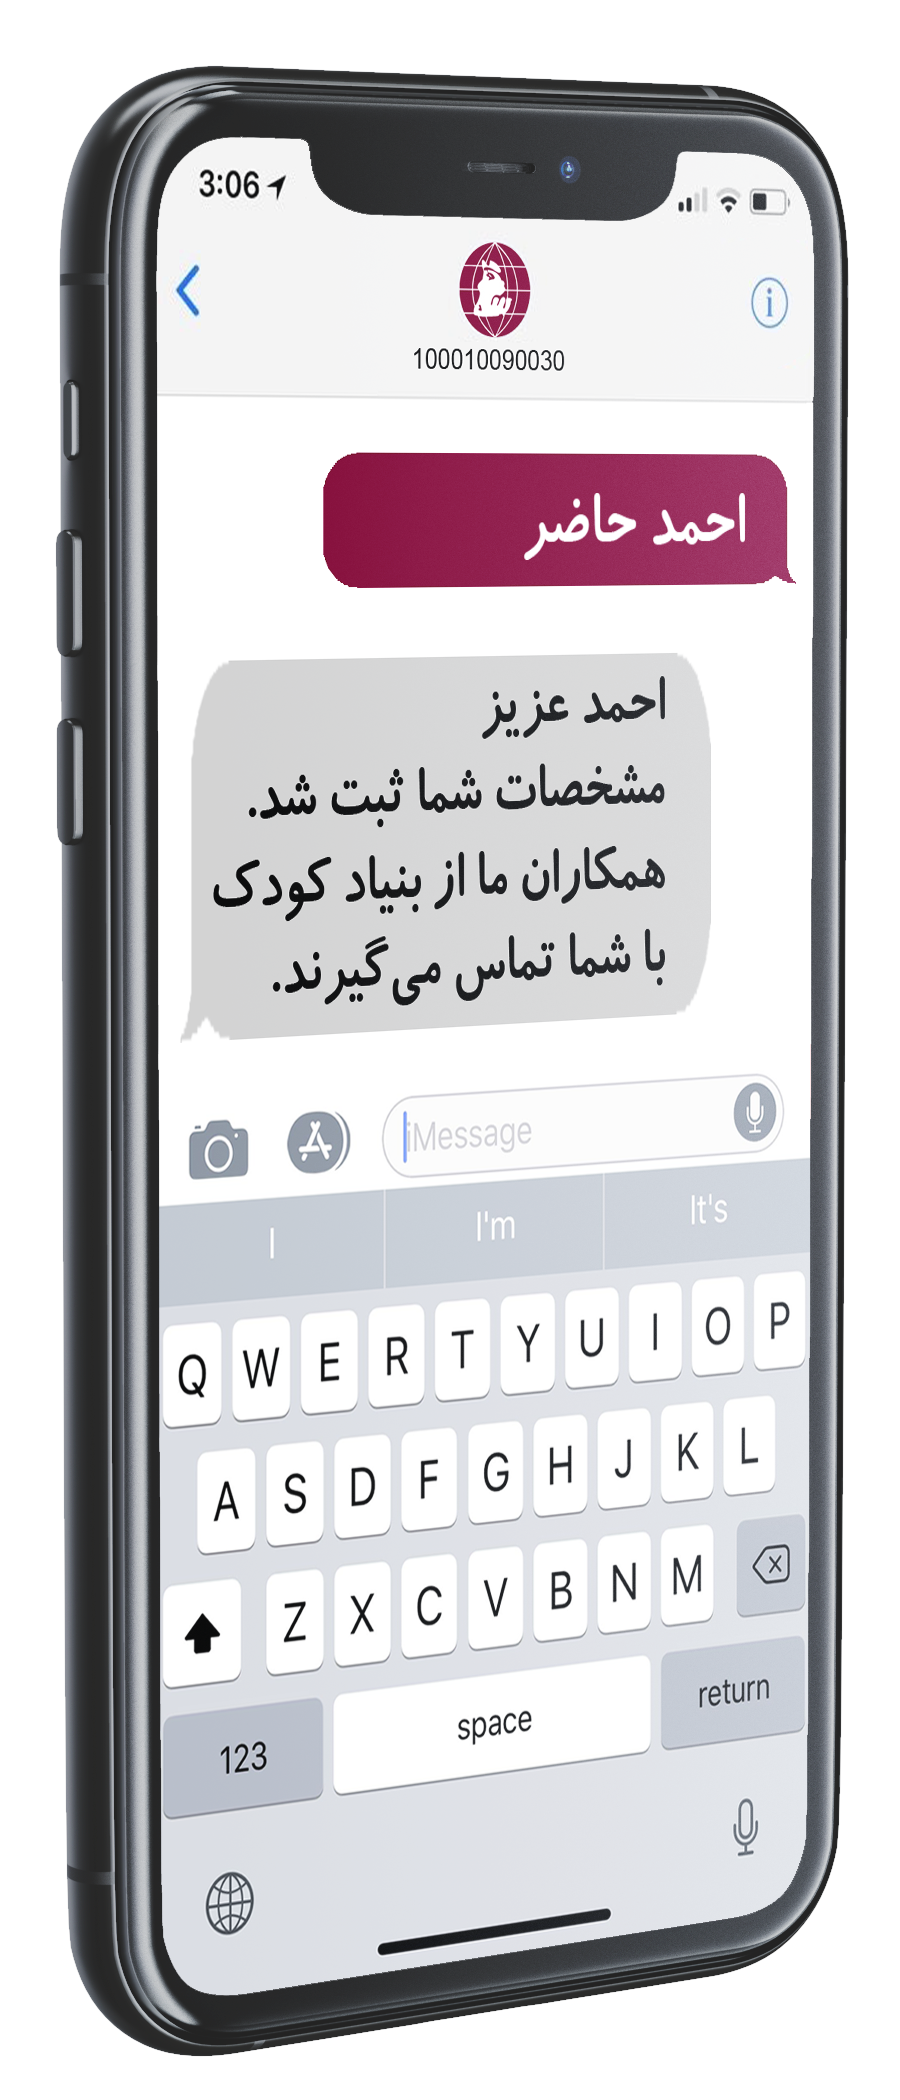 3:06
100010090030
احمد حاضر
احمد عزیز
مشخصات شما ثبت شد.
همکاران ما از بنیاد کودک
با شما تماس می‌گیرند.
iMessage
I I'm It's
Q W E R T Y U I O P
A S D F G H J K L
Z X C V B N M
123 space return